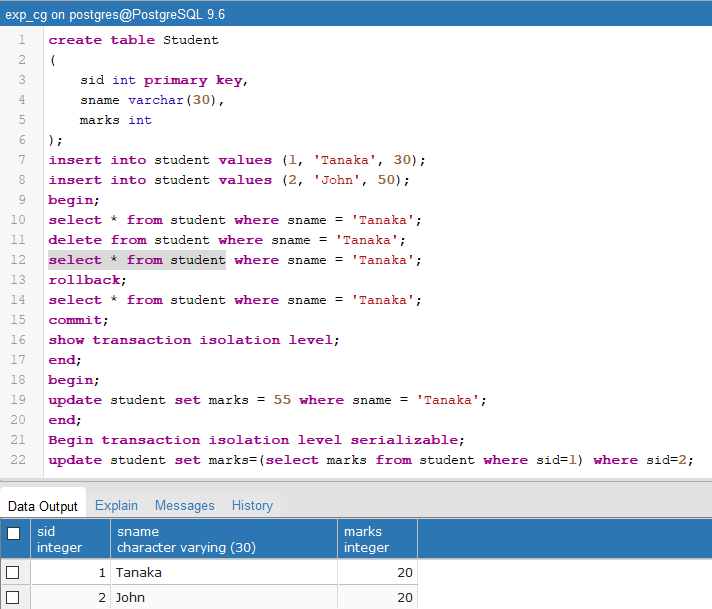 exp_cg on postgres@PostgreSQL 9.6
1 create table Student
2 (
3 sid int primary key,
4 sname varchar(30),
5 marks int
6 );
7 insert into student values (1, 'Tanaka', 30);
8 insert into student values (2, 'John', 50);
9 begin;
10 select * from student where sname = 'Tanaka';
11 delete from student where sname = 'Tanaka';
12 select * from student where sname = 'Tanaka';
13 rollback;
14 select * from student where sname = 'Tanaka';
15 commit;
16 show transaction isolation level;
17 end;
18 begin;
19 update student set marks = 55 where sname = 'Tanaka';
20 end;
21 Begin transaction isolation level serializable;
22 update student set marks=(select marks from student where sid=1) where sid=2;
Data Output Explain Messages History
sid sname marks
integer character varying (30) integer
1 Tanaka 20
2 John 20